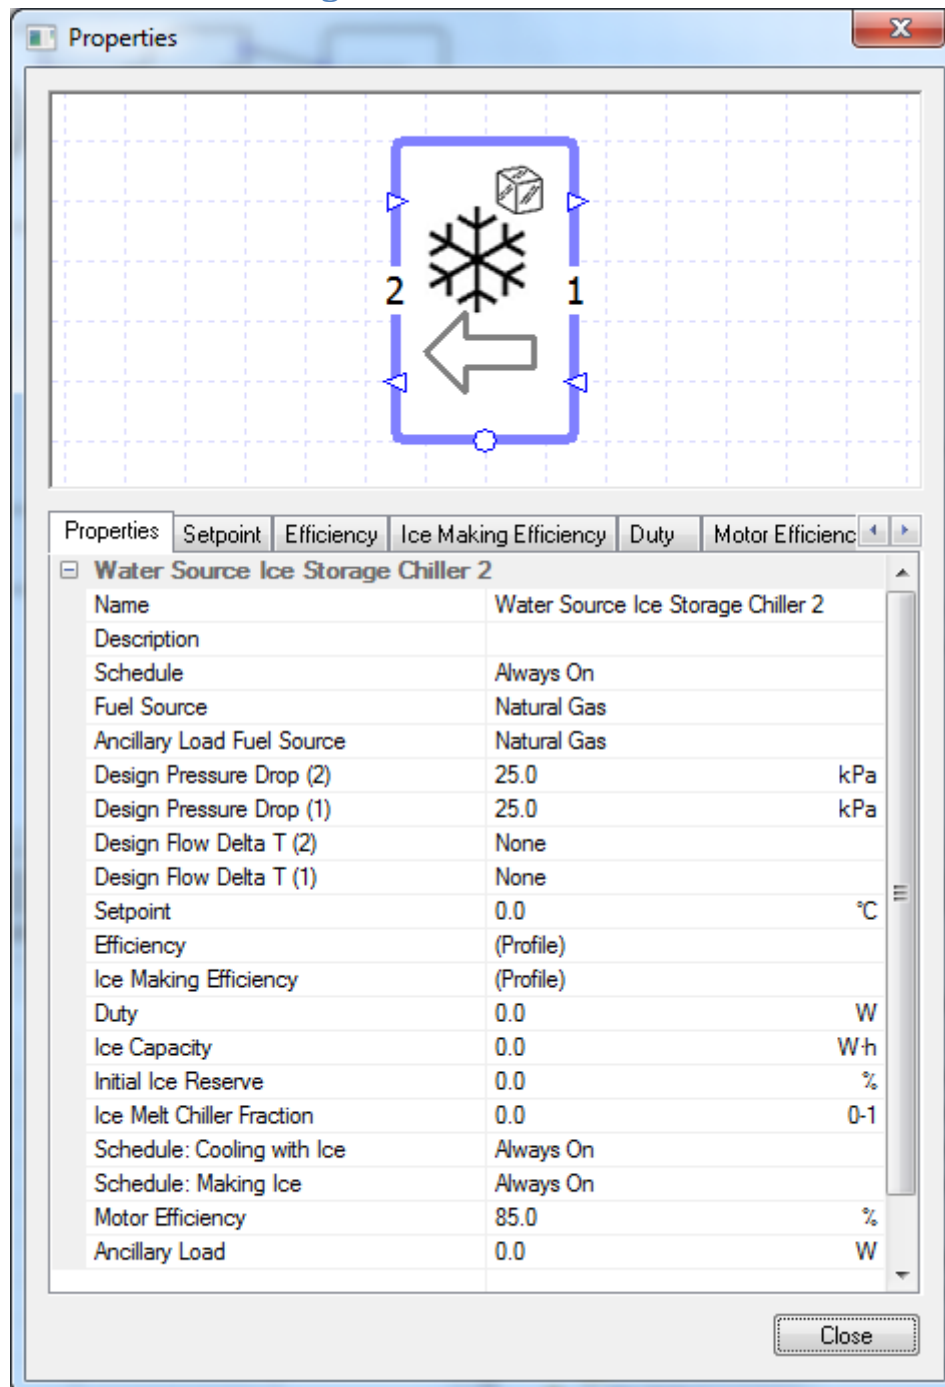 Properties
2
1
Properties Setpoint Efficiency Ice Making Efficiency Duty Motor Efficienc
Water Source Ice Storage Chiller 2
Name Water Source Ice Storage Chiller 2
Description
Schedule Always On
Fuel Source Natural Gas
Ancillary Load Fuel Source Natural Gas
Design Pressure Drop (2) 25.0 kPa
Design Pressure Drop (1) 25.0 kPa
Design Flow Delta T (2) None
Design Flow Delta T (1) None
Setpoint 0.0 °C
Efficiency (Profile)
Ice Making Efficiency (Profile)
Duty 0.0 W
Ice Capacity 0.0 W·h
Initial Ice Reserve 0.0 %
Ice Melt Chiller Fraction 0.0 0-1
Schedule: Cooling with Ice Always On
Schedule: Making Ice Always On
Motor Efficiency 85.0 %
Ancillary Load 0.0 W
Close